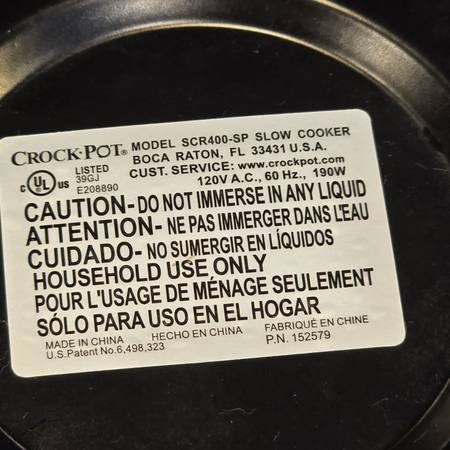 CROCK·POT® MODEL SCR400-SP SLOW COOKER
BOCA RATON, FL 33431 U.S.A.
CUST. SERVICE: www.crockpot.com
120V A.C., 60 Hz., 190W
c UL® US LISTED
39GJ
E208890
CAUTION- DO NOT IMMERSE IN ANY LIQUID
ATTENTION- NE PAS IMMERGER DANS L'EAU
CUIDADO- NO SUMERGIR EN LÍQUIDOS
HOUSEHOLD USE ONLY
POUR L'USAGE DE MÉNAGE SEULEMENT
SÓLO PARA USO EN EL HOGAR
MADE IN CHINA HECHO EN CHINA FABRIQUÉ EN CHINE
U.S.Patent No.6,498,323 P.N. 152579